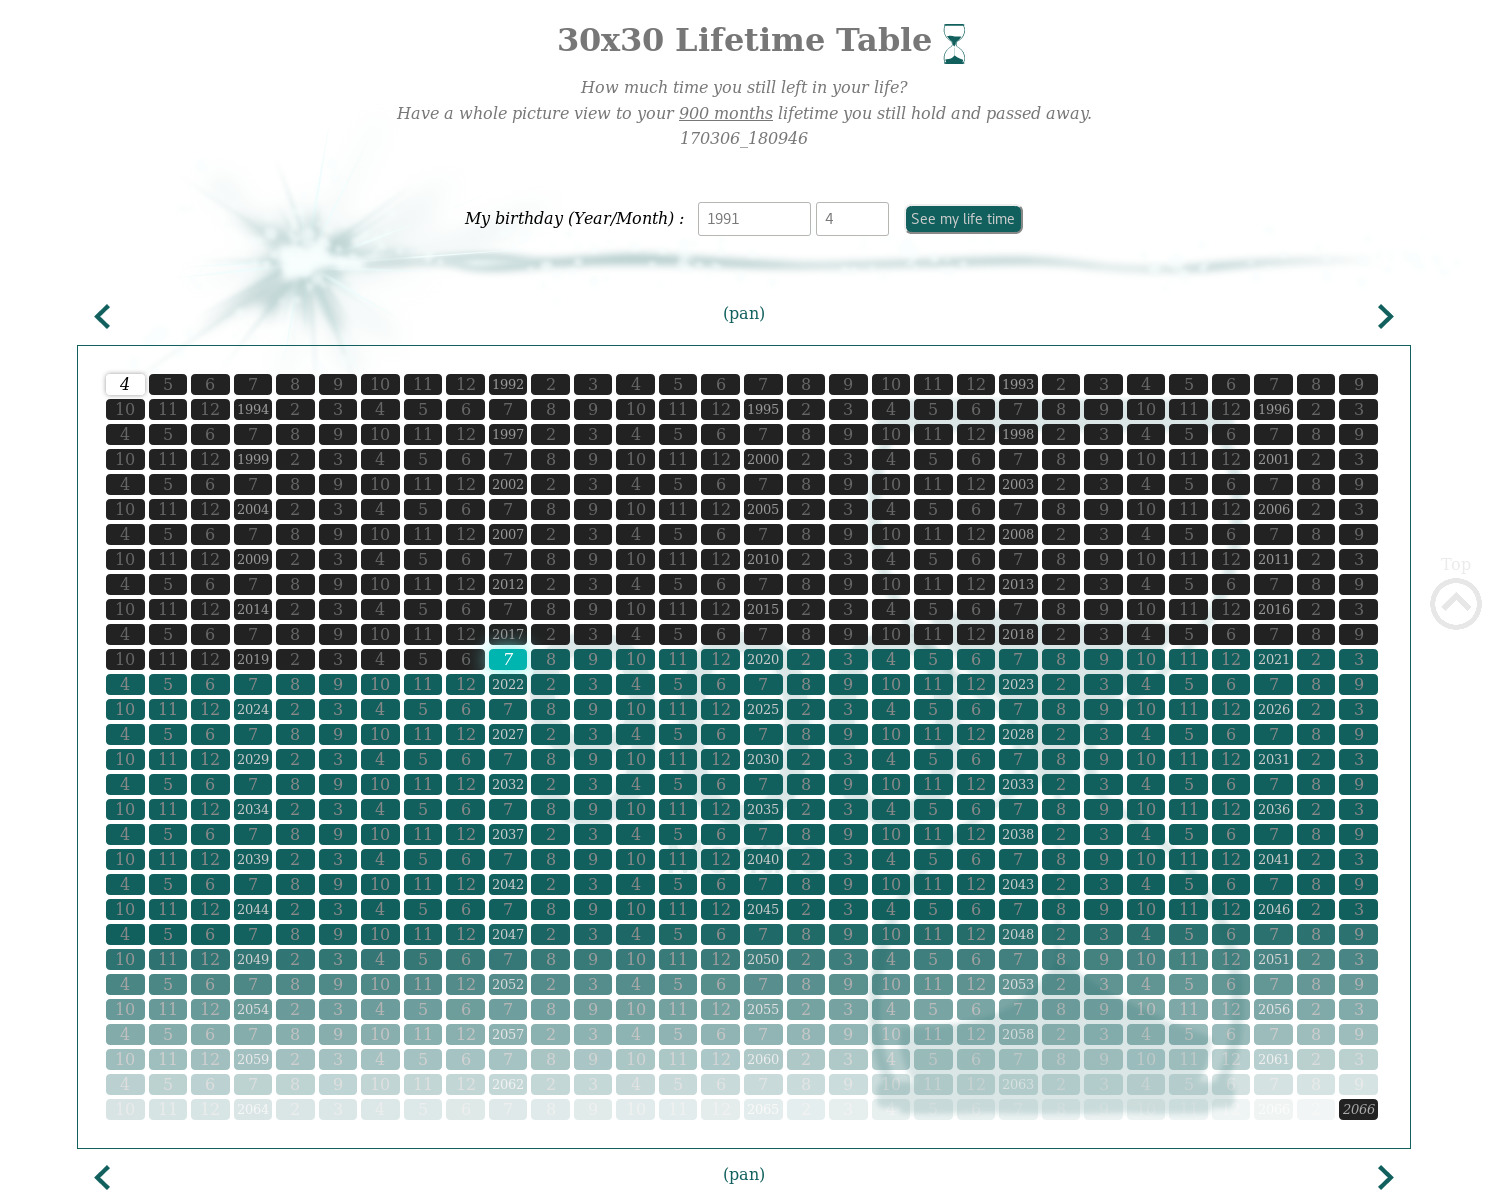 30x30 Lifetime Table
How much time you still left in your life?
Have a whole picture view to your 900 months lifetime you still hold and passed away.
170306_180946
My birthday (Year/Month) : 1991 4 See my life time
(pan)
4 5 6 7 8 9 10 11 12 1992 2 3 4 5 6 7 8 9 10 11 12 1993 2 3 4 5 6 7 8 9
10 11 12 1994 2 3 4 5 6 7 8 9 10 11 12 1995 2 3 4 5 6 7 8 9 10 11 12 1996 2 3
4 5 6 7 8 9 10 11 12 1997 2 3 4 5 6 7 8 9 10 11 12 1998 2 3 4 5 6 7 8 9
10 11 12 1999 2 3 4 5 6 7 8 9 10 11 12 2000 2 3 4 5 6 7 8 9 10 11 12 2001 2 3
4 5 6 7 8 9 10 11 12 2002 2 3 4 5 6 7 8 9 10 11 12 2003 2 3 4 5 6 7 8 9
10 11 12 2004 2 3 4 5 6 7 8 9 10 11 12 2005 2 3 4 5 6 7 8 9 10 11 12 2006 2 3
4 5 6 7 8 9 10 11 12 2007 2 3 4 5 6 7 8 9 10 11 12 2008 2 3 4 5 6 7 8 9
10 11 12 2009 2 3 4 5 6 7 8 9 10 11 12 2010 2 3 4 5 6 7 8 9 10 11 12 2011 2 3
4 5 6 7 8 9 10 11 12 2012 2 3 4 5 6 7 8 9 10 11 12 2013 2 3 4 5 6 7 8 9
Top
10 11 12 2014 2 3 4 5 6 7 8 9 10 11 12 2015 2 3 4 5 6 7 8 9 10 11 12 2016 2 3
4 5 6 7 8 9 10 11 12 2017 2 3 4 5 6 7 8 9 10 11 12 2018 2 3 4 5 6 7 8 9
10 11 12 2019 2 3 4 5 6 7 8 9 10 11 12 2020 2 3 4 5 6 7 8 9 10 11 12 2021 2 3
4 5 6 7 8 9 10 11 12 2022 2 3 4 5 6 7 8 9 10 11 12 2023 2 3 4 5 6 7 8 9
10 11 12 2024 2 3 4 5 6 7 8 9 10 11 12 2025 2 3 4 5 6 7 8 9 10 11 12 2026 2 3
4 5 6 7 8 9 10 11 12 2027 2 3 4 5 6 7 8 9 10 11 12 2028 2 3 4 5 6 7 8 9
10 11 12 2029 2 3 4 5 6 7 8 9 10 11 12 2030 2 3 4 5 6 7 8 9 10 11 12 2031 2 3
4 5 6 7 8 9 10 11 12 2032 2 3 4 5 6 7 8 9 10 11 12 2033 2 3 4 5 6 7 8 9
10 11 12 2034 2 3 4 5 6 7 8 9 10 11 12 2035 2 3 4 5 6 7 8 9 10 11 12 2036 2 3
4 5 6 7 8 9 10 11 12 2037 2 3 4 5 6 7 8 9 10 11 12 2038 2 3 4 5 6 7 8 9
10 11 12 2039 2 3 4 5 6 7 8 9 10 11 12 2040 2 3 4 5 6 7 8 9 10 11 12 2041 2 3
4 5 6 7 8 9 10 11 12 2042 2 3 4 5 6 7 8 9 10 11 12 2043 2 3 4 5 6 7 8 9
10 11 12 2044 2 3 4 5 6 7 8 9 10 11 12 2045 2 3 4 5 6 7 8 9 10 11 12 2046 2 3
4 5 6 7 8 9 10 11 12 2047 2 3 4 5 6 7 8 9 10 11 12 2048 2 3 4 5 6 7 8 9
10 11 12 2049 2 3 4 5 6 7 8 9 10 11 12 2050 2 3 4 5 6 7 8 9 10 11 12 2051 2 3
4 5 6 7 8 9 10 11 12 2052 2 3 4 5 6 7 8 9 10 11 12 2053 2 3 4 5 6 7 8 9
10 11 12 2054 2 3 4 5 6 7 8 9 10 11 12 2055 2 3 4 5 6 7 8 9 10 11 12 2056 2 3
4 5 6 7 8 9 10 11 12 2057 2 3 4 5 6 7 8 9 10 11 12 2058 2 3 4 5 6 7 8 9
10 11 12 2059 2 3 4 5 6 7 8 9 10 11 12 2060 2 3 4 5 6 7 8 9 10 11 12 2061 2 3
4 5 6 7 8 9 10 11 12 2062 2 3 4 5 6 7 8 9 10 11 12 2063 2 3 4 5 6 7 8 9
10 11 12 2064 2 3 4 5 6 7 8 9 10 11 12 2065 2 2066 2066
(pan)